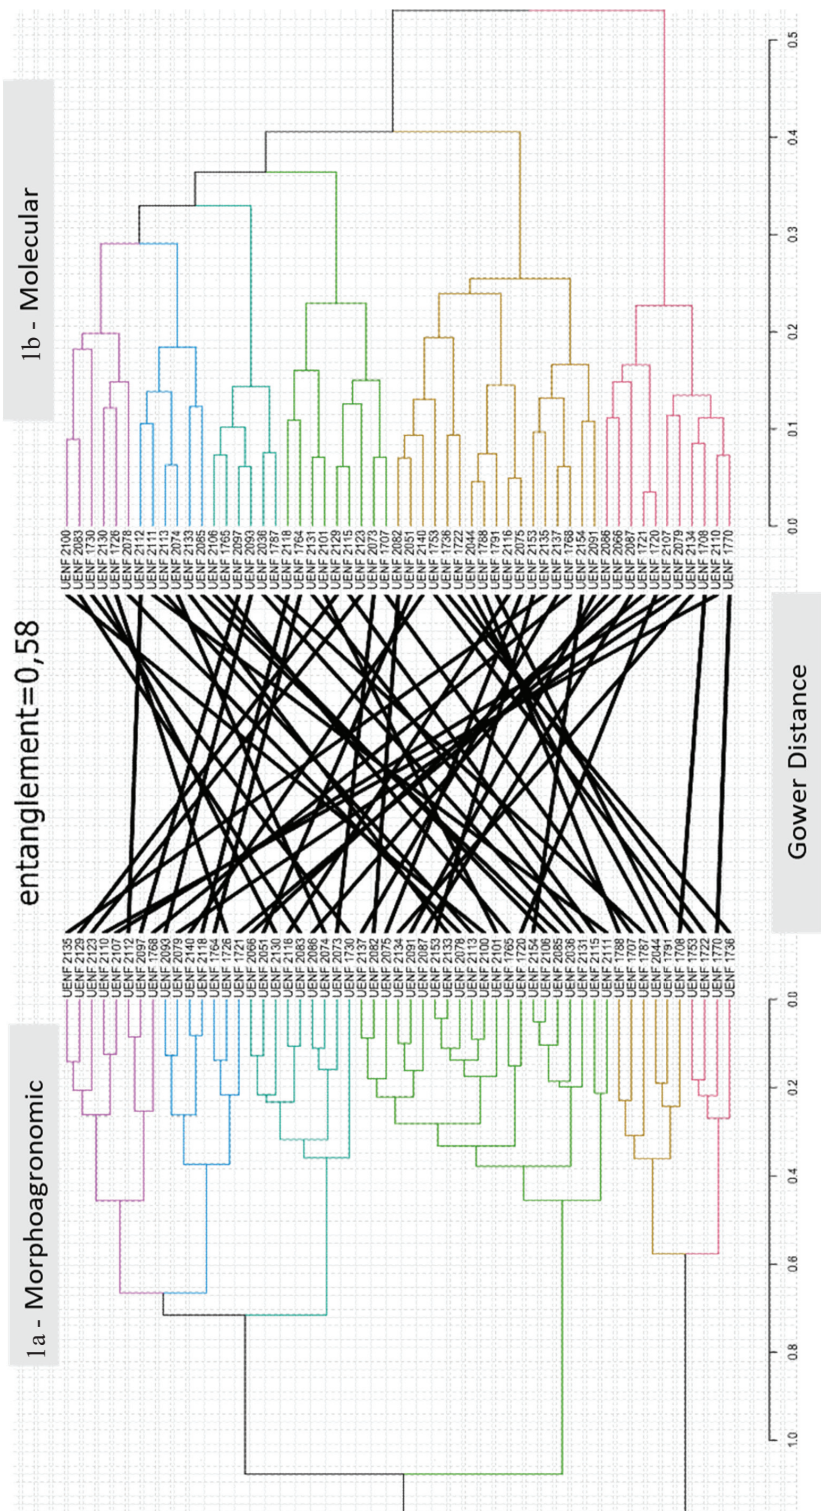 1b - Molecular
0.5
0.4
0.3
0.2
0.1
0.0
UENF 2100
UENF 2083
UENF 1730
UENF 2130
UENF 1726
UENF 2078
UENF 2112
UENF 2111
UENF 2113
UENF 2074
UENF 2133
UENF 2085
UENF 2106
UENF 1765
UENF 2097
UENF 2093
UENF 2036
UENF 1787
UENF 2118
UENF 1764
UENF 2131
UENF 2101
UENF 2129
UENF 2115
UENF 2123
UENF 2073
UENF 1707
UENF 2082
UENF 2051
UENF 2140
UENF 1753
UENF 1736
UENF 1722
UENF 2044
UENF 1788
UENF 1791
UENF 2116
UENF 2075
UENF 2153
UENF 2135
UENF 2137
UENF 1768
UENF 2154
UENF 2091
UENF 2086
UENF 2066
UENF 2087
UENF 1721
UENF 1720
UENF 2107
UENF 2079
UENF 2134
UENF 1708
UENF 2110
UENF 1770
entanglement=0,58
Gower Distance
UENF 2135
UENF 2129
UENF 2123
UENF 2110
UENF 2107
UENF 2112
UENF 2097
UENF 1768
UENF 2093
UENF 2079
UENF 2140
UENF 2118
UENF 1764
UENF 1726
UENF 1721
UENF 2066
UENF 2051
UENF 2130
UENF 2116
UENF 2083
UENF 2086
UENF 2074
UENF 2073
UENF 1730
UENF 2137
UENF 2082
UENF 2075
UENF 2134
UENF 2091
UENF 2087
UENF 2153
UENF 2133
UENF 2078
UENF 2113
UENF 2100
UENF 2101
UENF 1765
UENF 1720
UENF 2154
UENF 2106
UENF 2085
UENF 2036
UENF 2131
UENF 2115
UENF 2111
UENF 1788
UENF 1707
UENF 1787
UENF 2044
UENF 1791
UENF 1708
UENF 1753
UENF 1722
UENF 1770
UENF 1736
0.0
0.2
0.4
0.6
0.8
1.0
1a - Morphoagronomic